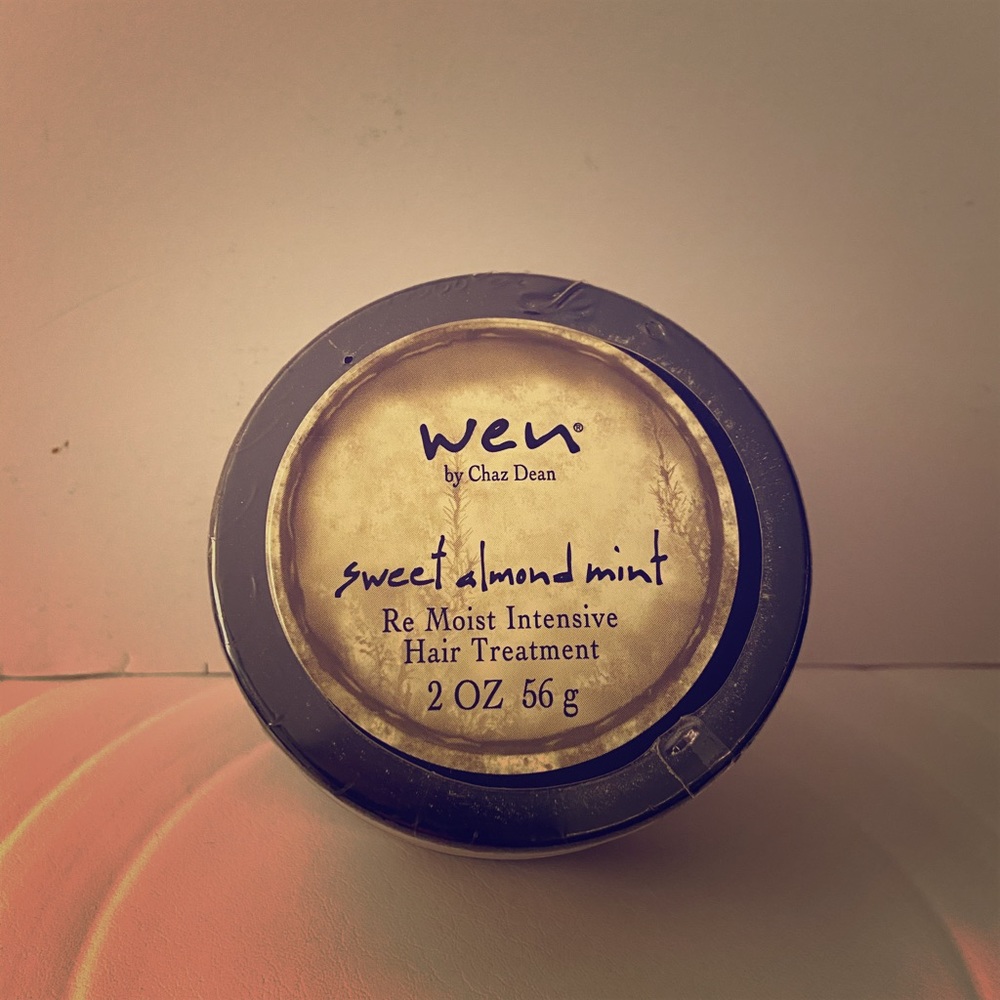 wen®
by Chaz Dean
sweet almond mint
Re Moist Intensive
Hair Treatment
2 OZ 56 g